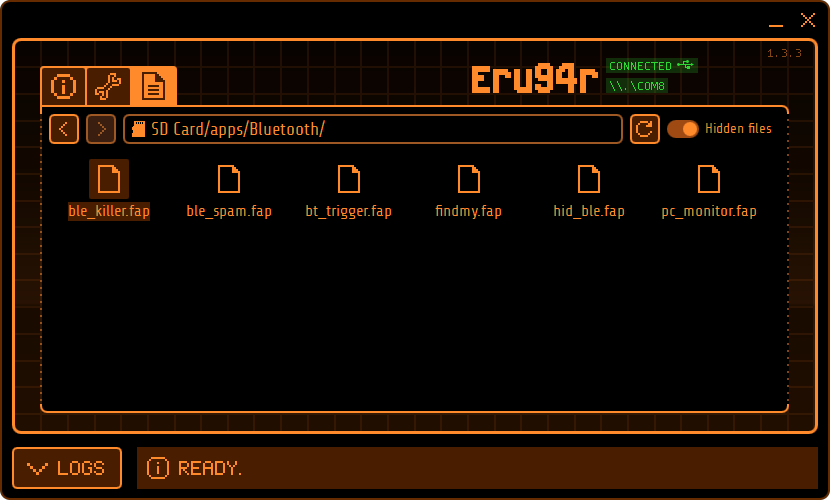 1.3.3
Eru94r
CONNECTED
\\.\COM8
SD Card/apps/Bluetooth/
Hidden files
ble_killer.fap
ble_spam.fap
bt_trigger.fap
findmy.fap
hid_ble.fap
pc_monitor.fap
LOGS
READY.